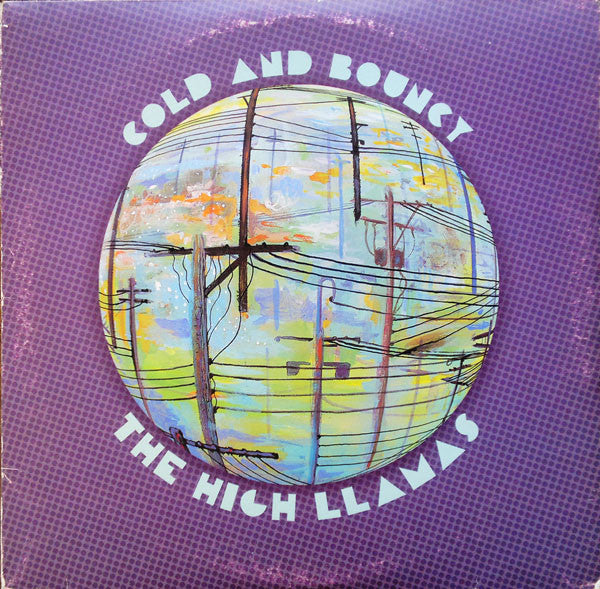 COLD AND BOUNCY
THE HIGH LLAMAS